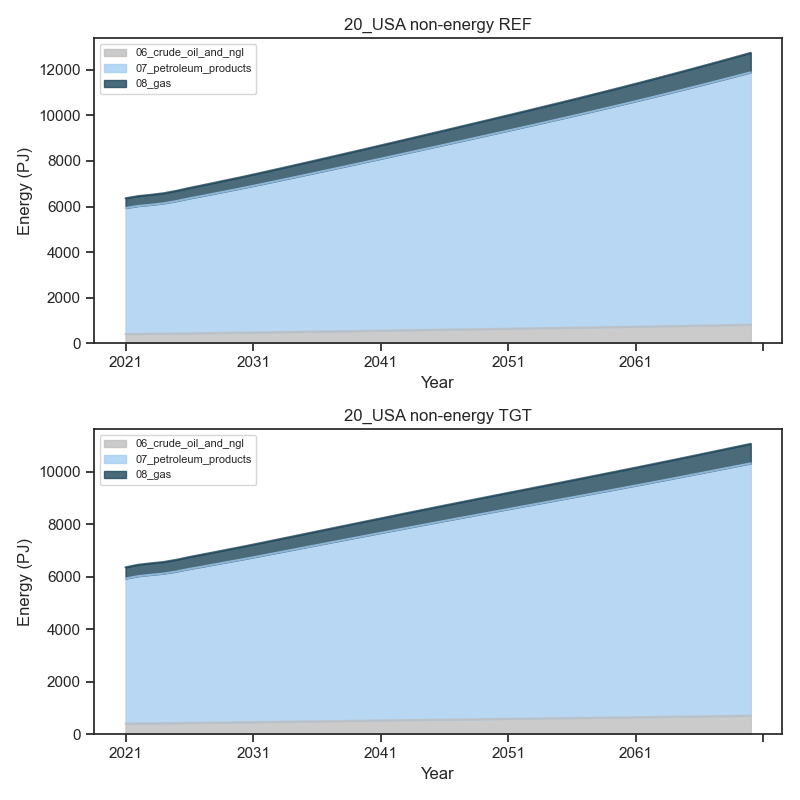 20_USA non-energy REF
06_crude_oil_and_ngl
07_petroleum_products
08_gas
12000
10000
8000
6000
4000
2000
0
Energy (PJ)
2021 2031 2041 2051 2061
Year
20_USA non-energy TGT
06_crude_oil_and_ngl
07_petroleum_products
08_gas
10000
8000
6000
4000
2000
0
Energy (PJ)
2021 2031 2041 2051 2061
Year